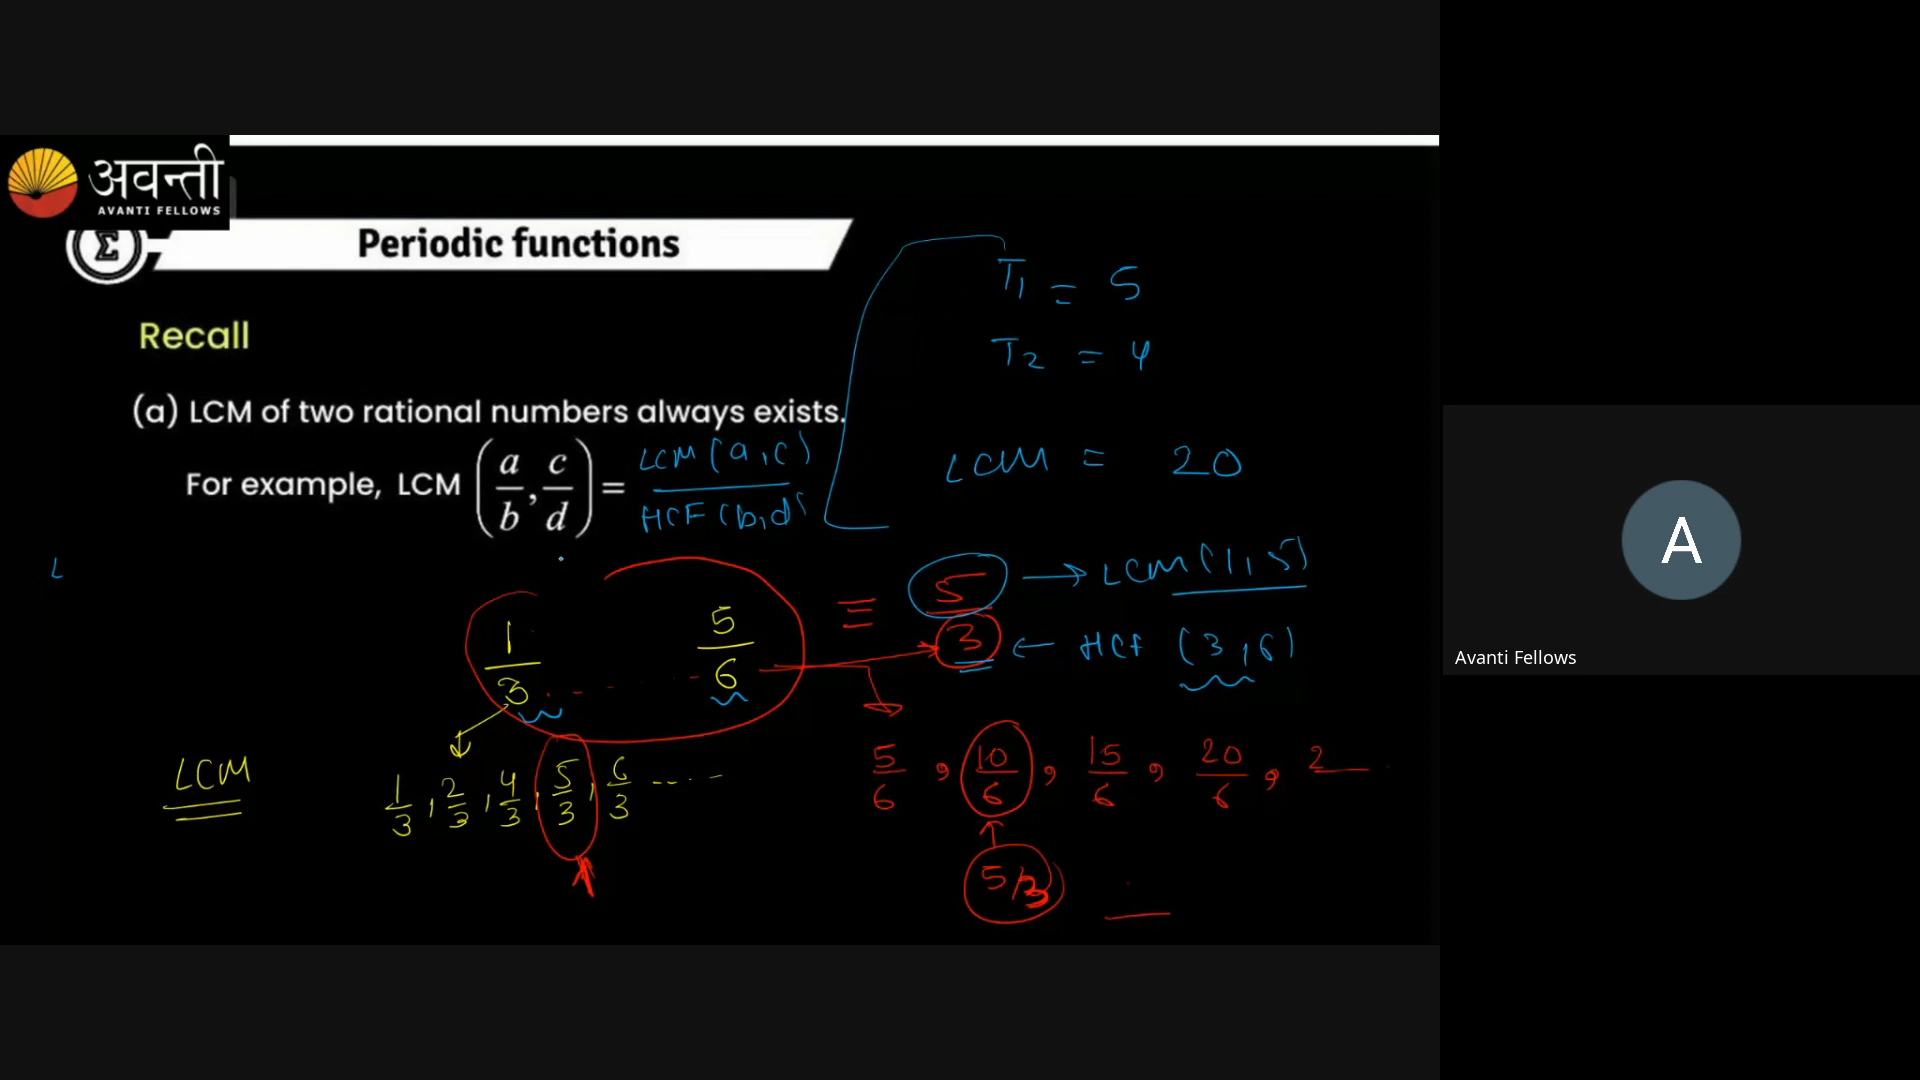 अवन्ती
AVANTI FELLOWS
Σ
Periodic functions
T1 = 5
T2 = 4
Recall
(a) LCM of two rational numbers always exists.
For example, LCM (a/b, c/d) = LCM(a,c)/HCF(b,d)
LCM = 20
L
1/3 5/6 ≡ 5/3
→ LCM(1,5)
← HCF (3,6)
LCM
1/3, 2/3, 4/3, 5/3, 6/3 -----
5/6, 10/6, 15/6, 20/6, 2
5/3
A
Avanti Fellows